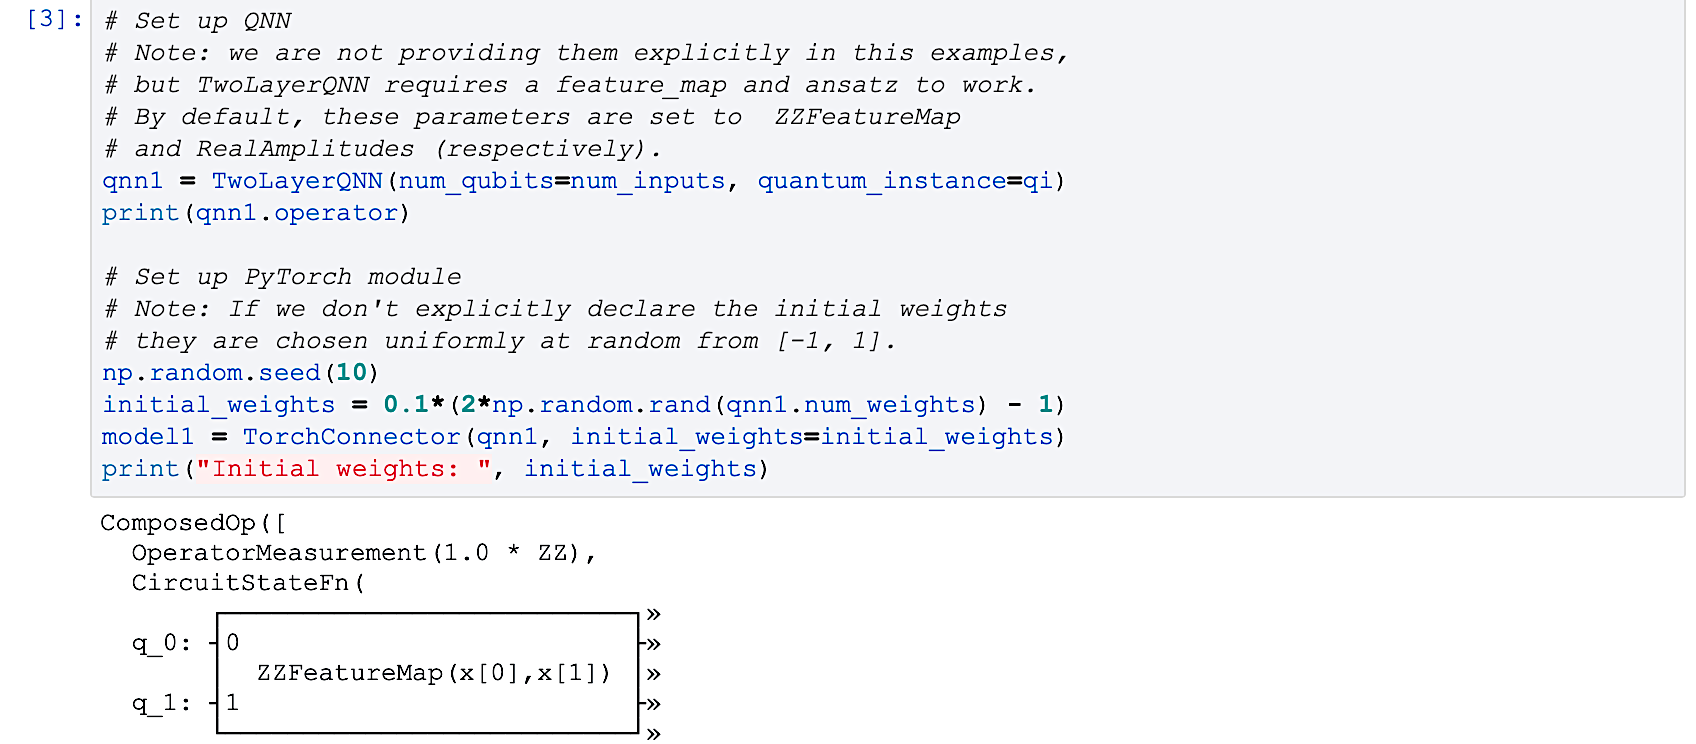 [3]: # Set up QNN
# Note: we are not providing them explicitly in this examples,
# but TwoLayerQNN requires a feature_map and ansatz to work.
# By default, these parameters are set to  ZZFeatureMap
# and RealAmplitudes (respectively).
qnn1 = TwoLayerQNN(num_qubits=num_inputs, quantum_instance=qi)
print(qnn1.operator)

# Set up PyTorch module
# Note: If we don't explicitly declare the initial weights
# they are chosen uniformly at random from [-1, 1].
np.random.seed(10)
initial_weights = 0.1*(2*np.random.rand(qnn1.num_weights) - 1)
model1 = TorchConnector(qnn1, initial_weights=initial_weights)
print("Initial weights: ", initial_weights)
ComposedOp([
  OperatorMeasurement(1.0 * ZZ),
  CircuitStateFn(
»
q_0: 0 »
ZZFeatureMap(x[0],x[1]) »
q_1: 1 »
»